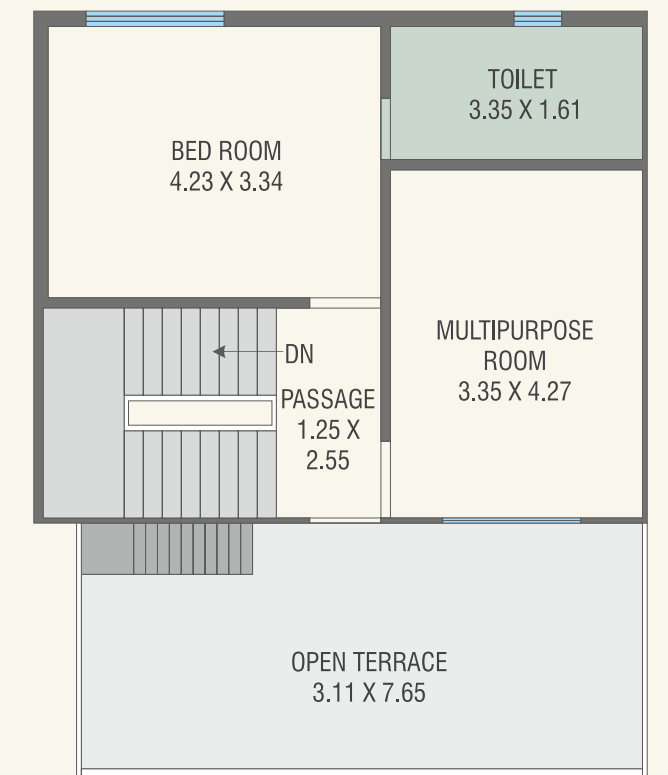 TOILET
3.35 X 1.61
BED ROOM
4.23 X 3.34
MULTIPURPOSE
ROOM
3.35 X 4.27
DN
PASSAGE
1.25 X
2.55
OPEN TERRACE
3.11 X 7.65